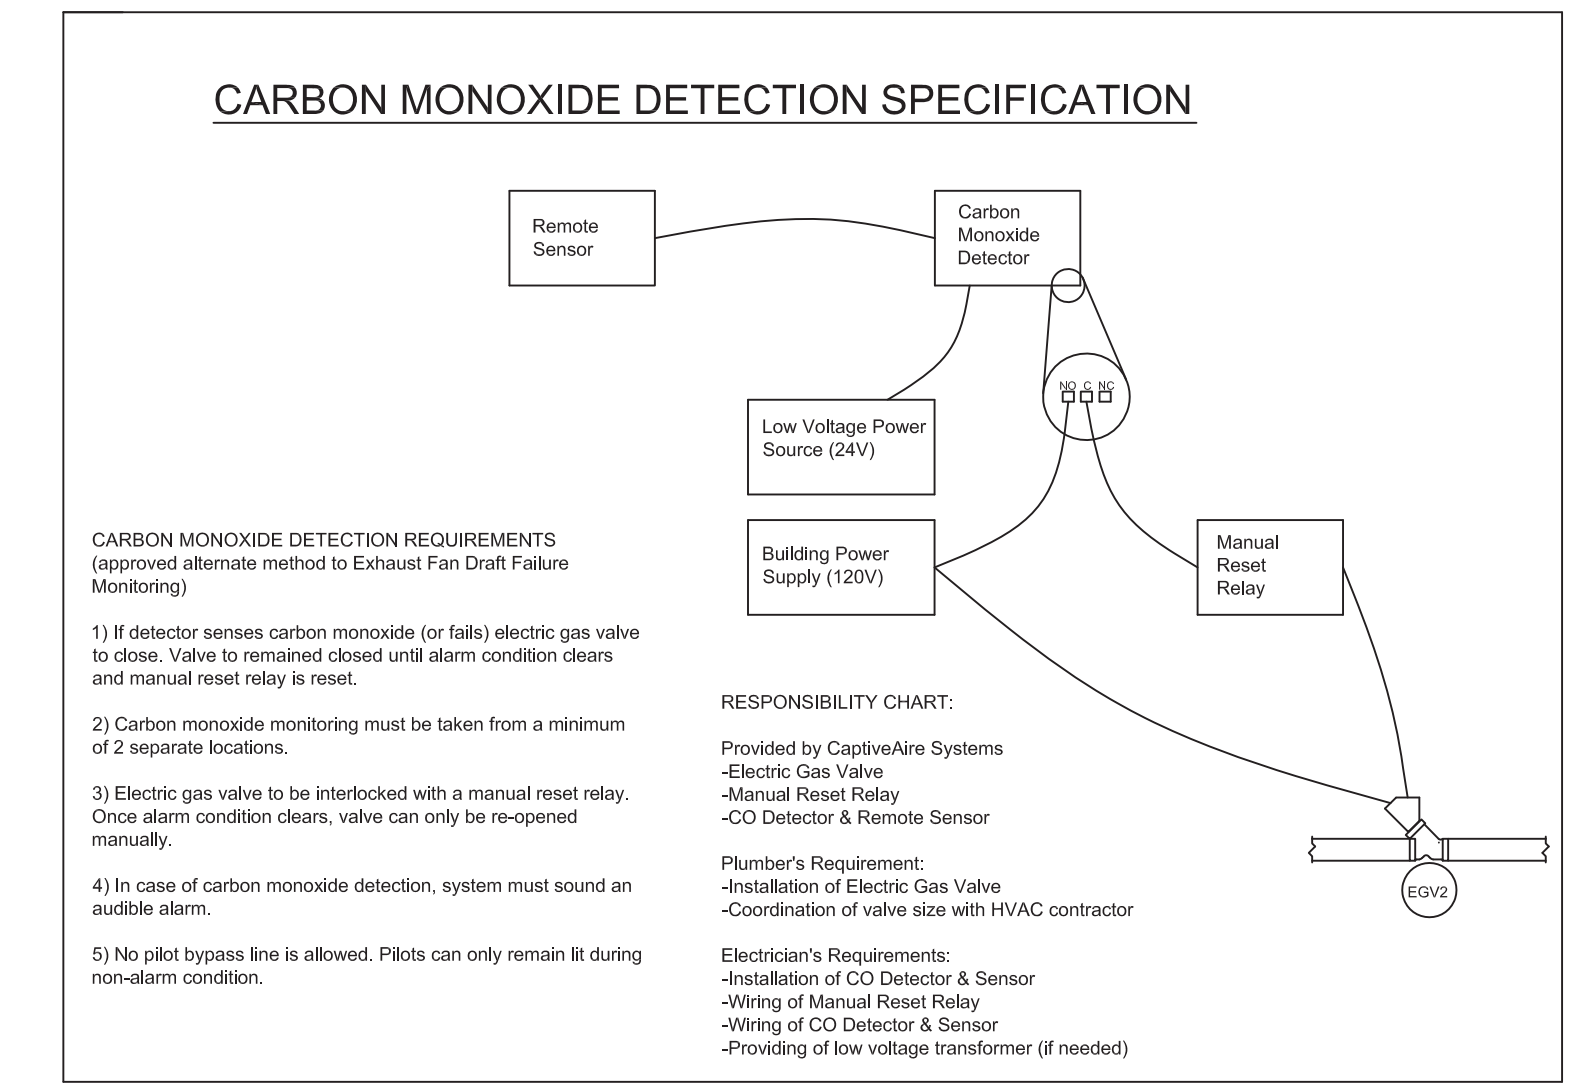 CARBON MONOXIDE DETECTION SPECIFICATION
Remote
Sensor
Carbon
Monoxide
Detector
NO C NC
Low Voltage Power
Source (24V)
Building Power
Supply (120V)
Manual
Reset
Relay
EGV2
CARBON MONOXIDE DETECTION REQUIREMENTS
(approved alternate method to Exhaust Fan Draft Failure
Monitoring)
1) If detector senses carbon monoxide (or fails) electric gas valve
to close. Valve to remained closed until alarm condition clears
and manual reset relay is reset.
2) Carbon monoxide monitoring must be taken from a minimum
of 2 separate locations.
3) Electric gas valve to be interlocked with a manual reset relay.
Once alarm condition clears, valve can only be re-opened
manually.
4) In case of carbon monoxide detection, system must sound an
audible alarm.
5) No pilot bypass line is allowed. Pilots can only remain lit during
non-alarm condition.
RESPONSIBILITY CHART:
Provided by CaptiveAire Systems
-Electric Gas Valve
-Manual Reset Relay
-CO Detector & Remote Sensor
Plumber's Requirement:
-Installation of Electric Gas Valve
-Coordination of valve size with HVAC contractor
Electrician's Requirements:
-Installation of CO Detector & Sensor
-Wiring of Manual Reset Relay
-Wiring of CO Detector & Sensor
-Providing of low voltage transformer (if needed)